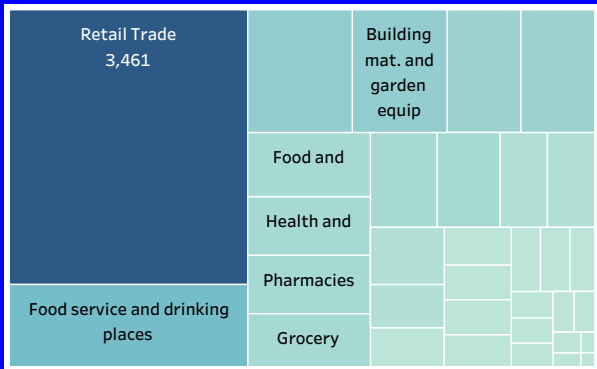 Retail Trade
3,461
Building
mat. and
garden
equip
Food and
Health and
Pharmacies
Grocery
Food service and drinking
places